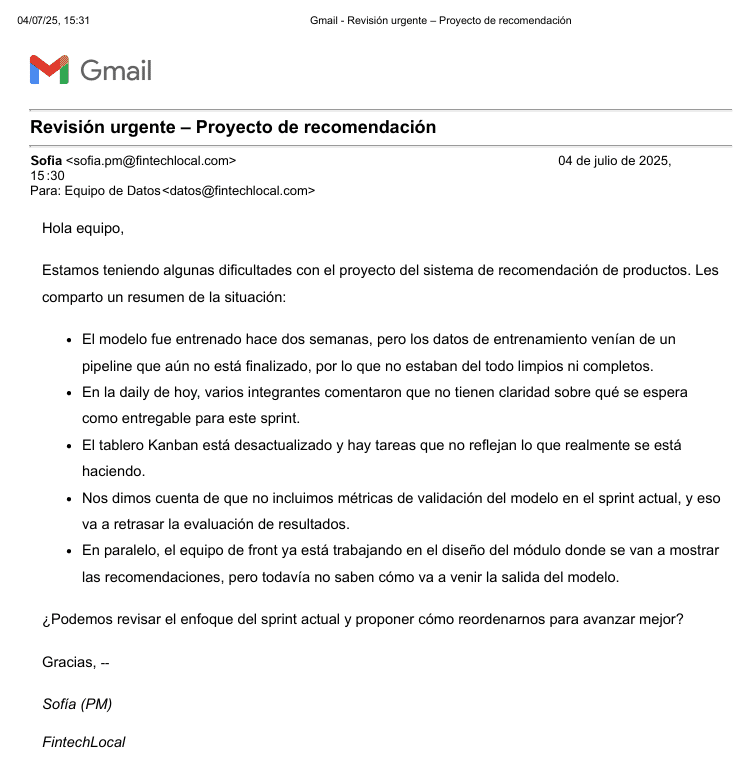 04/07/25, 15:31 Gmail - Revisión urgente – Proyecto de recomendación
Gmail
Revisión urgente – Proyecto de recomendación
Sofia <sofia.pm@fintechlocal.com> 04 de julio de 2025,
15:30
Para: Equipo de Datos<datos@fintechlocal.com>
Hola equipo,
Estamos teniendo algunas dificultades con el proyecto del sistema de recomendación de productos. Les
comparto un resumen de la situación:
• El modelo fue entrenado hace dos semanas, pero los datos de entrenamiento venían de un
pipeline que aún no está finalizado, por lo que no estaban del todo limpios ni completos.
• En la daily de hoy, varios integrantes comentaron que no tienen claridad sobre qué se espera
como entregable para este sprint.
• El tablero Kanban está desactualizado y hay tareas que no reflejan lo que realmente se está
haciendo.
• Nos dimos cuenta de que no incluimos métricas de validación del modelo en el sprint actual, y eso
va a retrasar la evaluación de resultados.
• En paralelo, el equipo de front ya está trabajando en el diseño del módulo donde se van a mostrar
las recomendaciones, pero todavía no saben cómo va a venir la salida del modelo.
¿Podemos revisar el enfoque del sprint actual y proponer cómo reordenarnos para avanzar mejor?
Gracias, --
Sofía (PM)
FintechLocal